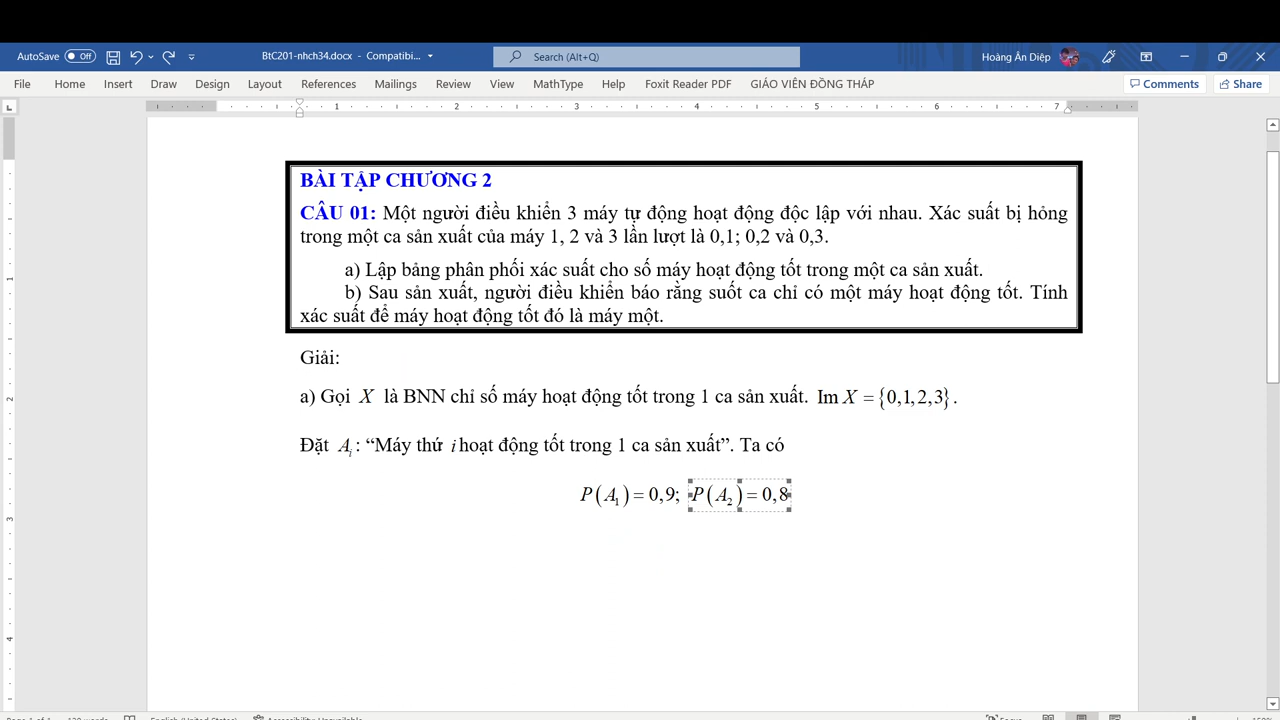 AutoSave Off BtC201-nhch34.docx - Compatibi... Search (Alt+Q) Hoàng Ân Diệp
File Home Insert Draw Design Layout References Mailings Review View MathType Help Foxit Reader PDF GIÁO VIÊN ĐỒNG THÁP Comments Share
1 2 3 4 5 6 7
BÀI TẬP CHƯƠNG 2
CÂU 01: Một người điều khiển 3 máy tự động hoạt động độc lập với nhau. Xác suất bị hỏng
trong một ca sản xuất của máy 1, 2 và 3 lần lượt là 0,1; 0,2 và 0,3.
a) Lập bảng phân phối xác suất cho số máy hoạt động tốt trong một ca sản xuất.
b) Sau sản xuất, người điều khiển báo rằng suốt ca chỉ có một máy hoạt động tốt. Tính
xác suất để máy hoạt động tốt đó là máy một.
Giải:
a) Gọi X là BNN chỉ số máy hoạt động tốt trong 1 ca sản xuất. Im X = {0,1,2,3}.
Đặt Aᵢ: “Máy thứ i hoạt động tốt trong 1 ca sản xuất”. Ta có
P(A₁) = 0,9; P(A₂) = 0,8